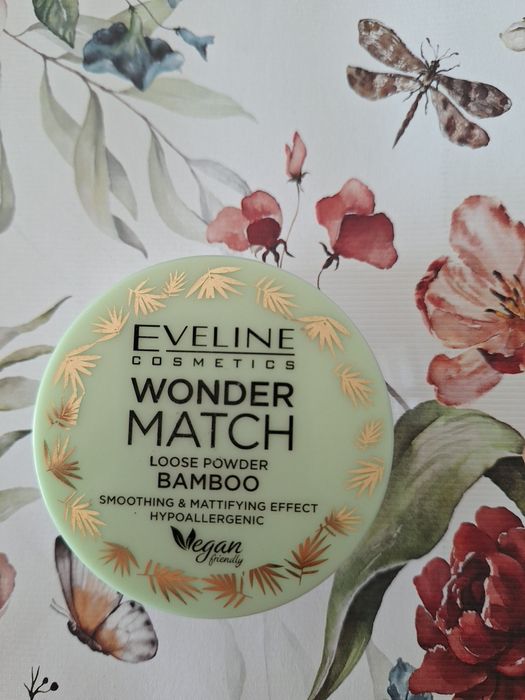 EVELINE
COSMETICS
WONDER
MATCH
LOOSE POWDER
BAMBOO
SMOOTHING & MATTIFYING EFFECT
HYPOALLERGENIC
Vegan
friendly